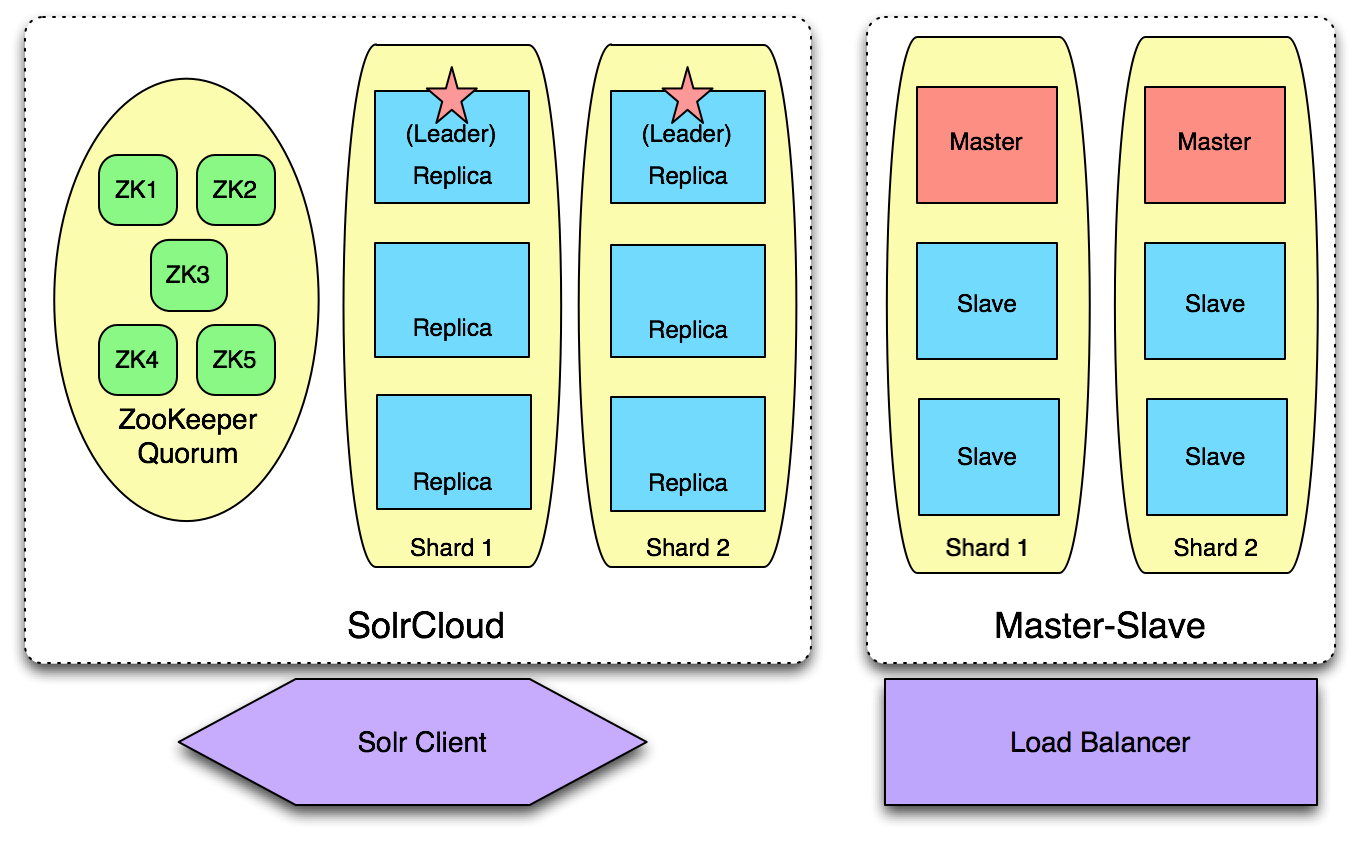 ZK1
ZK2
ZK3
ZK4
ZK5
ZooKeeper
Quorum
(Leader)
Replica
Replica
Replica
Shard 1
(Leader)
Replica
Replica
Replica
Shard 2
SolrCloud
Solr Client
Master
Slave
Slave
Shard 1
Master
Slave
Slave
Shard 2
Master-Slave
Load Balancer